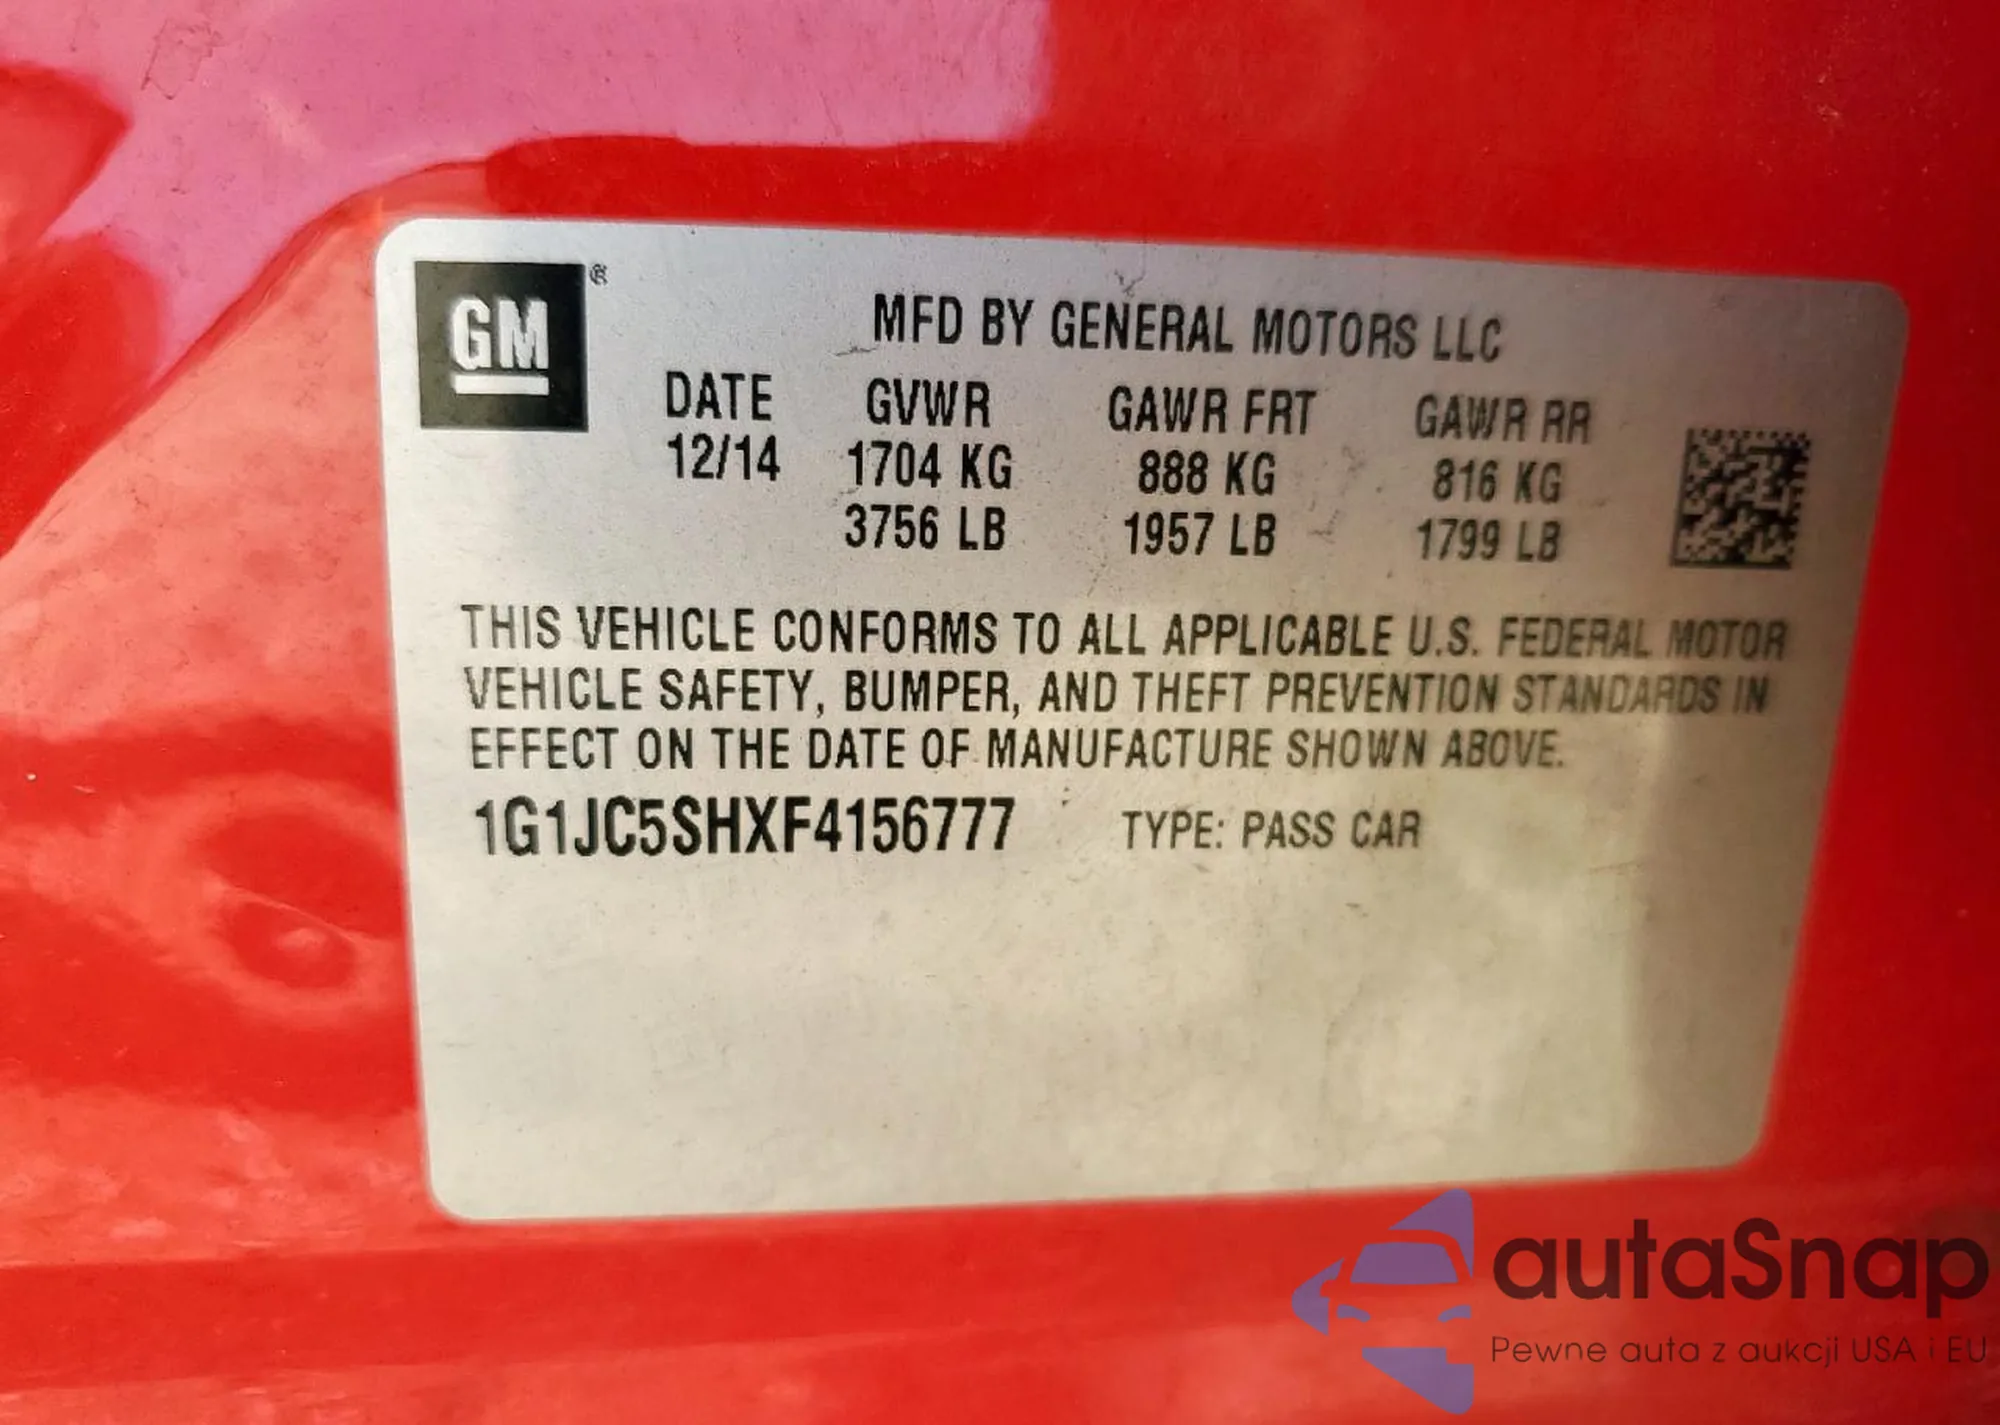 GM®
MFD BY GENERAL MOTORS LLC
DATE GVWR GAWR FRT GAWR RR
12/14 1704 KG 888 KG 816 KG
3756 LB 1957 LB 1799 LB
THIS VEHICLE CONFORMS TO ALL APPLICABLE U.S. FEDERAL MOTOR
VEHICLE SAFETY, BUMPER, AND THEFT PREVENTION STANDARDS IN
EFFECT ON THE DATE OF MANUFACTURE SHOWN ABOVE.
1G1JC5SHXF4156777 TYPE: PASS CAR
autaSnap
Pewne auta z aukcji USA i EU